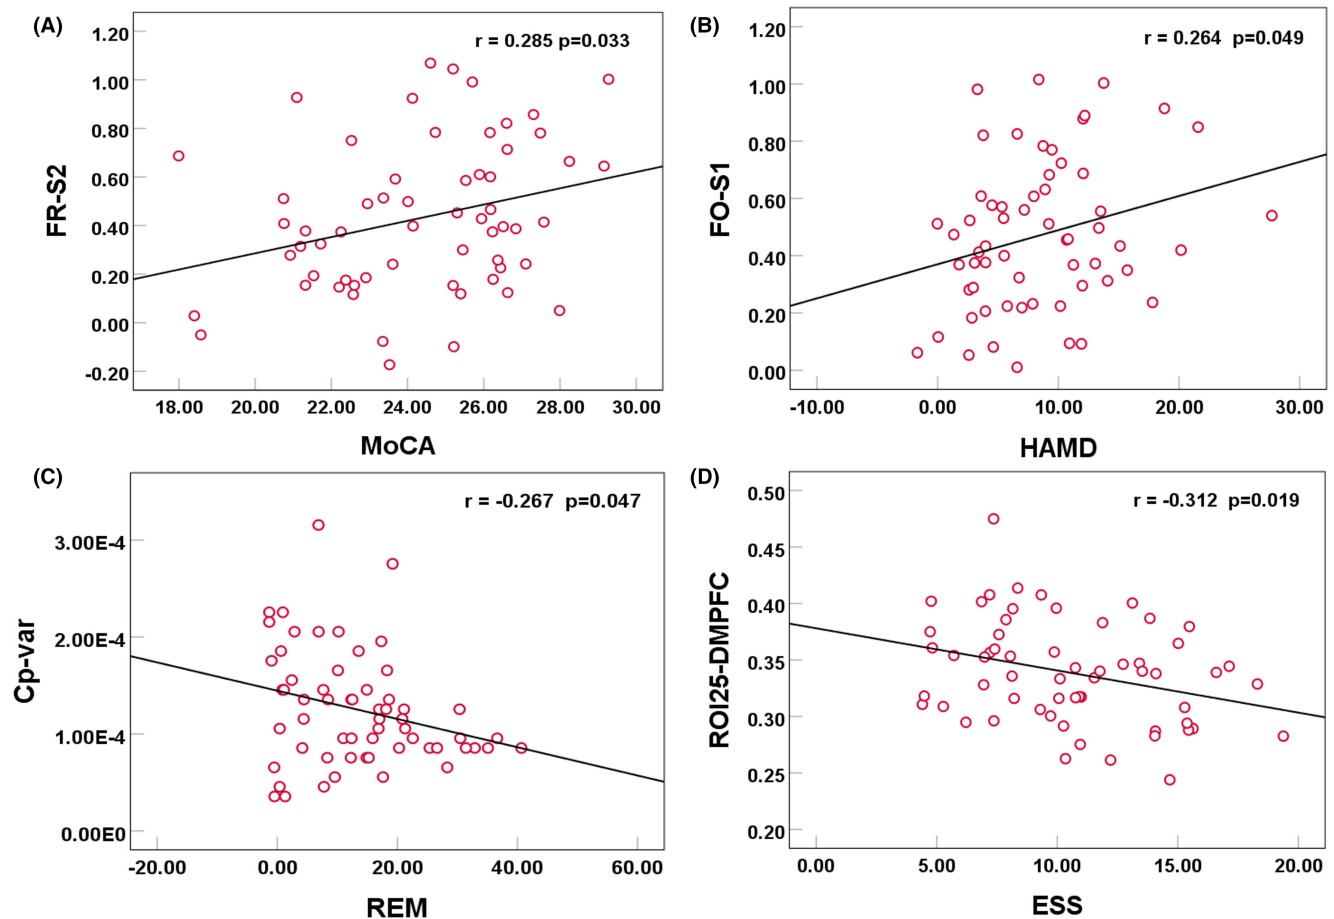 (A)
r = 0.285 p=0.033
FR-S2
1.20
1.00
0.80
0.60
0.40
0.20
0.00
-0.20
18.00 20.00 22.00 24.00 26.00 28.00 30.00
MoCA
(B)
r = 0.264 p=0.049
FO-S1
1.20
1.00
0.80
0.60
0.40
0.20
0.00
-10.00 0.00 10.00 20.00 30.00
HAMD
(C)
r = -0.267 p=0.047
Cp-var
3.00E-4
2.00E-4
1.00E-4
0.00E0
-20.00 0.00 20.00 40.00 60.00
REM
(D)
r = -0.312 p=0.019
ROI25-DMPFC
0.50
0.45
0.40
0.35
0.30
0.25
0.20
0.00 5.00 10.00 15.00 20.00
ESS